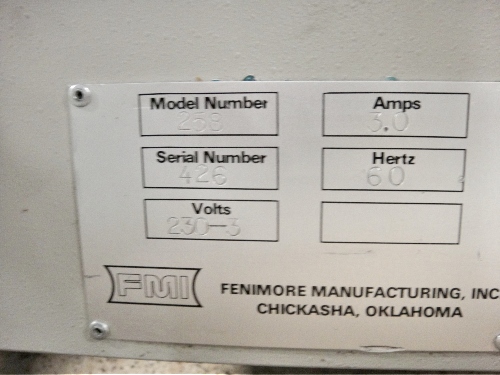 Model Number
Amps
3.0
Serial Number
426
Hertz
60
Volts
230-3
FMI
FENIMORE MANUFACTURING, INC
CHICKASHA, OKLAHOMA